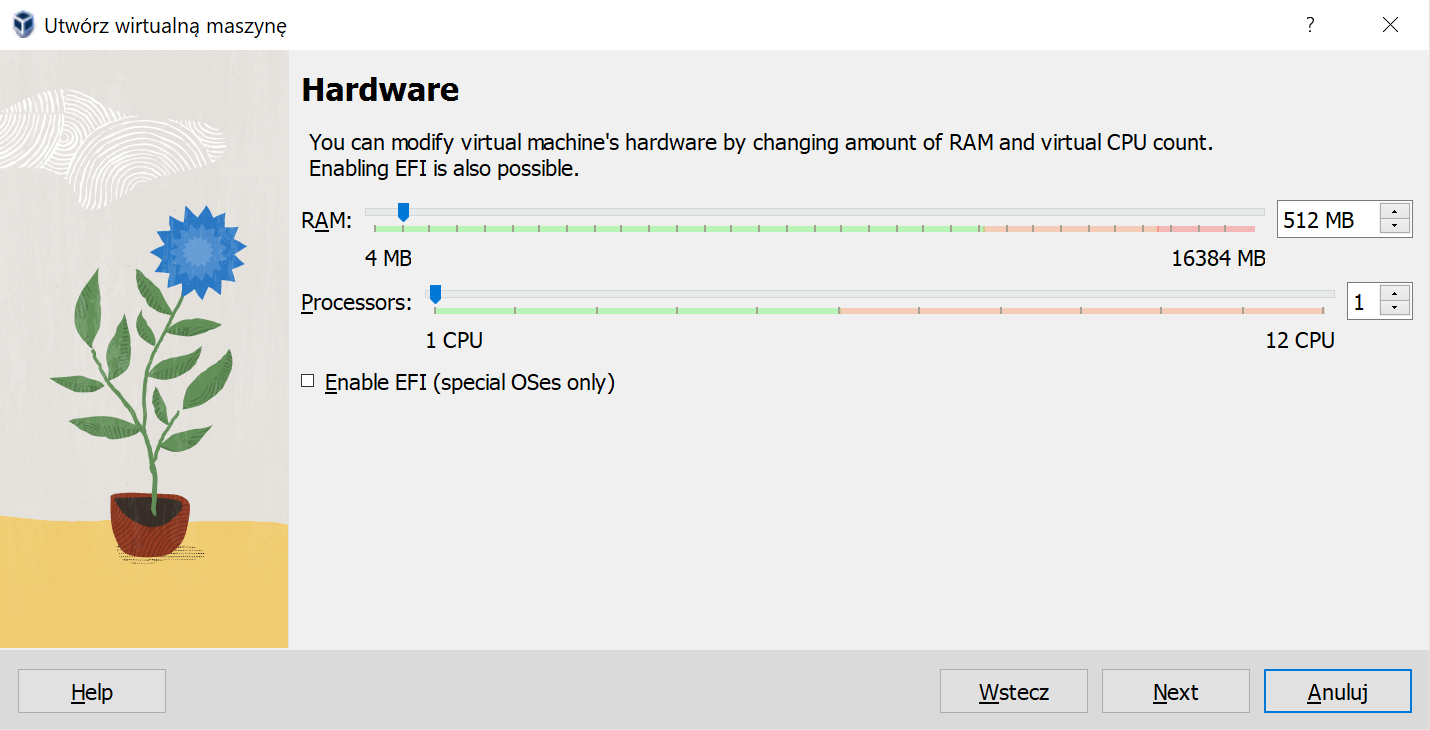 Utwórz wirtualną maszynę
?
Hardware
You can modify virtual machine's hardware by changing amount of RAM and virtual CPU count.
Enabling EFI is also possible.
RAM:
512 MB
4 MB
16384 MB
Processors:
1
1 CPU
12 CPU
Enable EFI (special OSes only)
Help
Wstecz
Next
Anuluj